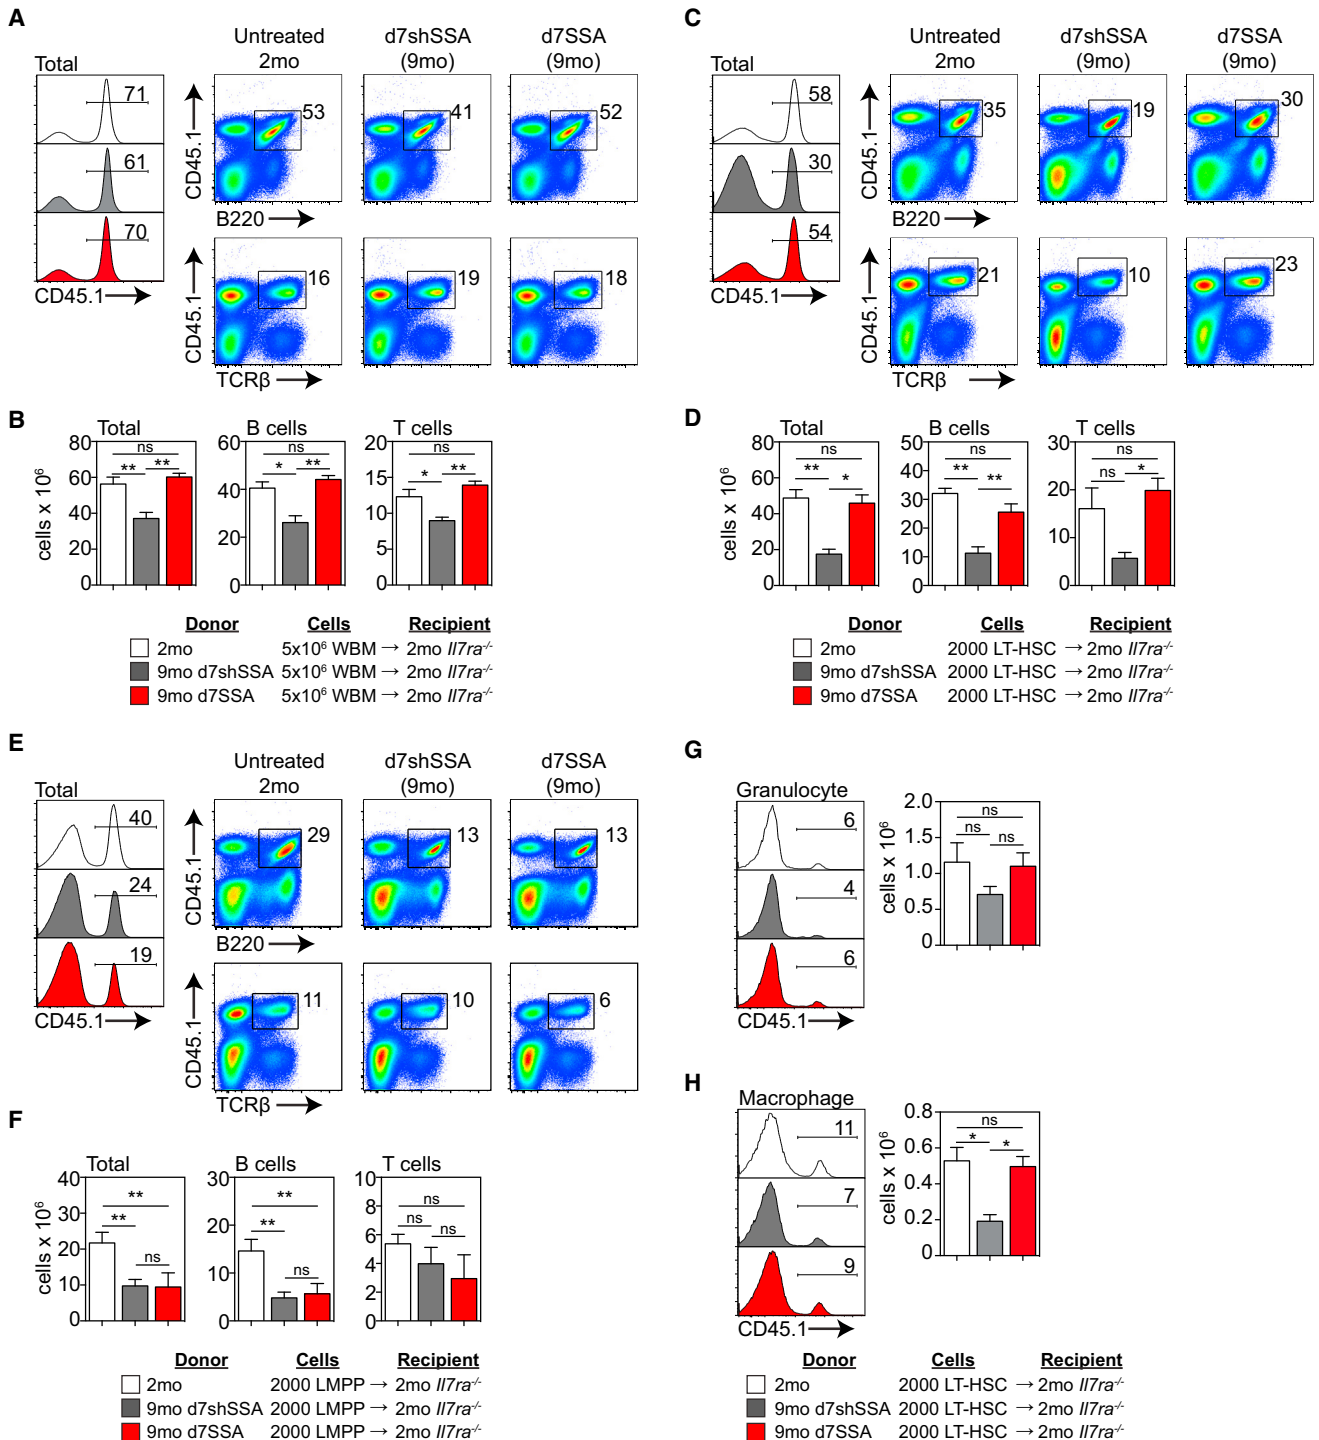 A
Untreated 2mo
d7shSSA (9mo)
d7SSA (9mo)
Total
71
61
70
CD45.1
CD45.1
53
41
52
B220
CD45.1
16
19
18
TCRβ
B
Total
B cells
T cells
cells x 10⁶
80
60
40
20
0
ns
** **
60
40
20
0
ns
* **
20
15
10
5
0
ns
* **
Donor Cells Recipient
2mo 5x10⁶ WBM → 2mo Il7ra-/-
9mo d7shSSA 5x10⁶ WBM → 2mo Il7ra-/-
9mo d7SSA 5x10⁶ WBM → 2mo Il7ra-/-
C
Untreated 2mo
d7shSSA (9mo)
d7SSA (9mo)
Total
58
30
54
CD45.1
CD45.1
35
19
30
B220
CD45.1
21
10
23
TCRβ
D
Total
B cells
T cells
cells x 10⁶
80
60
40
20
0
ns
** *
50
40
30
20
10
0
ns
** **
30
20
10
0
ns
ns *
Donor Cells Recipient
2mo 2000 LT-HSC → 2mo Il7ra-/-
9mo d7shSSA 2000 LT-HSC → 2mo Il7ra-/-
9mo d7SSA 2000 LT-HSC → 2mo Il7ra-/-
E
Untreated 2mo
d7shSSA (9mo)
d7SSA (9mo)
Total
40
24
19
CD45.1
CD45.1
29
13
13
B220
CD45.1
11
10
6
TCRβ
F
Total
B cells
T cells
cells x 10⁶
40
30
20
10
0
**
**
ns
30
20
10
0
**
**
ns
10
8
6
4
2
0
ns
ns
ns
Donor Cells Recipient
2mo 2000 LMPP → 2mo Il7ra-/-
9mo d7shSSA 2000 LMPP → 2mo Il7ra-/-
9mo d7SSA 2000 LMPP → 2mo Il7ra-/-
G
Granulocyte
6
4
6
CD45.1
cells x 10⁶
2.0
1.5
1.0
0.5
0
ns
ns
ns
H
Macrophage
11
7
9
CD45.1
cells x 10⁶
0.8
0.6
0.4
0.2
0
ns
* *
Donor Cells Recipient
2mo 2000 LT-HSC → 2mo Il7ra-/-
9mo d7shSSA 2000 LT-HSC → 2mo Il7ra-/-
9mo d7SSA 2000 LT-HSC → 2mo Il7ra-/-